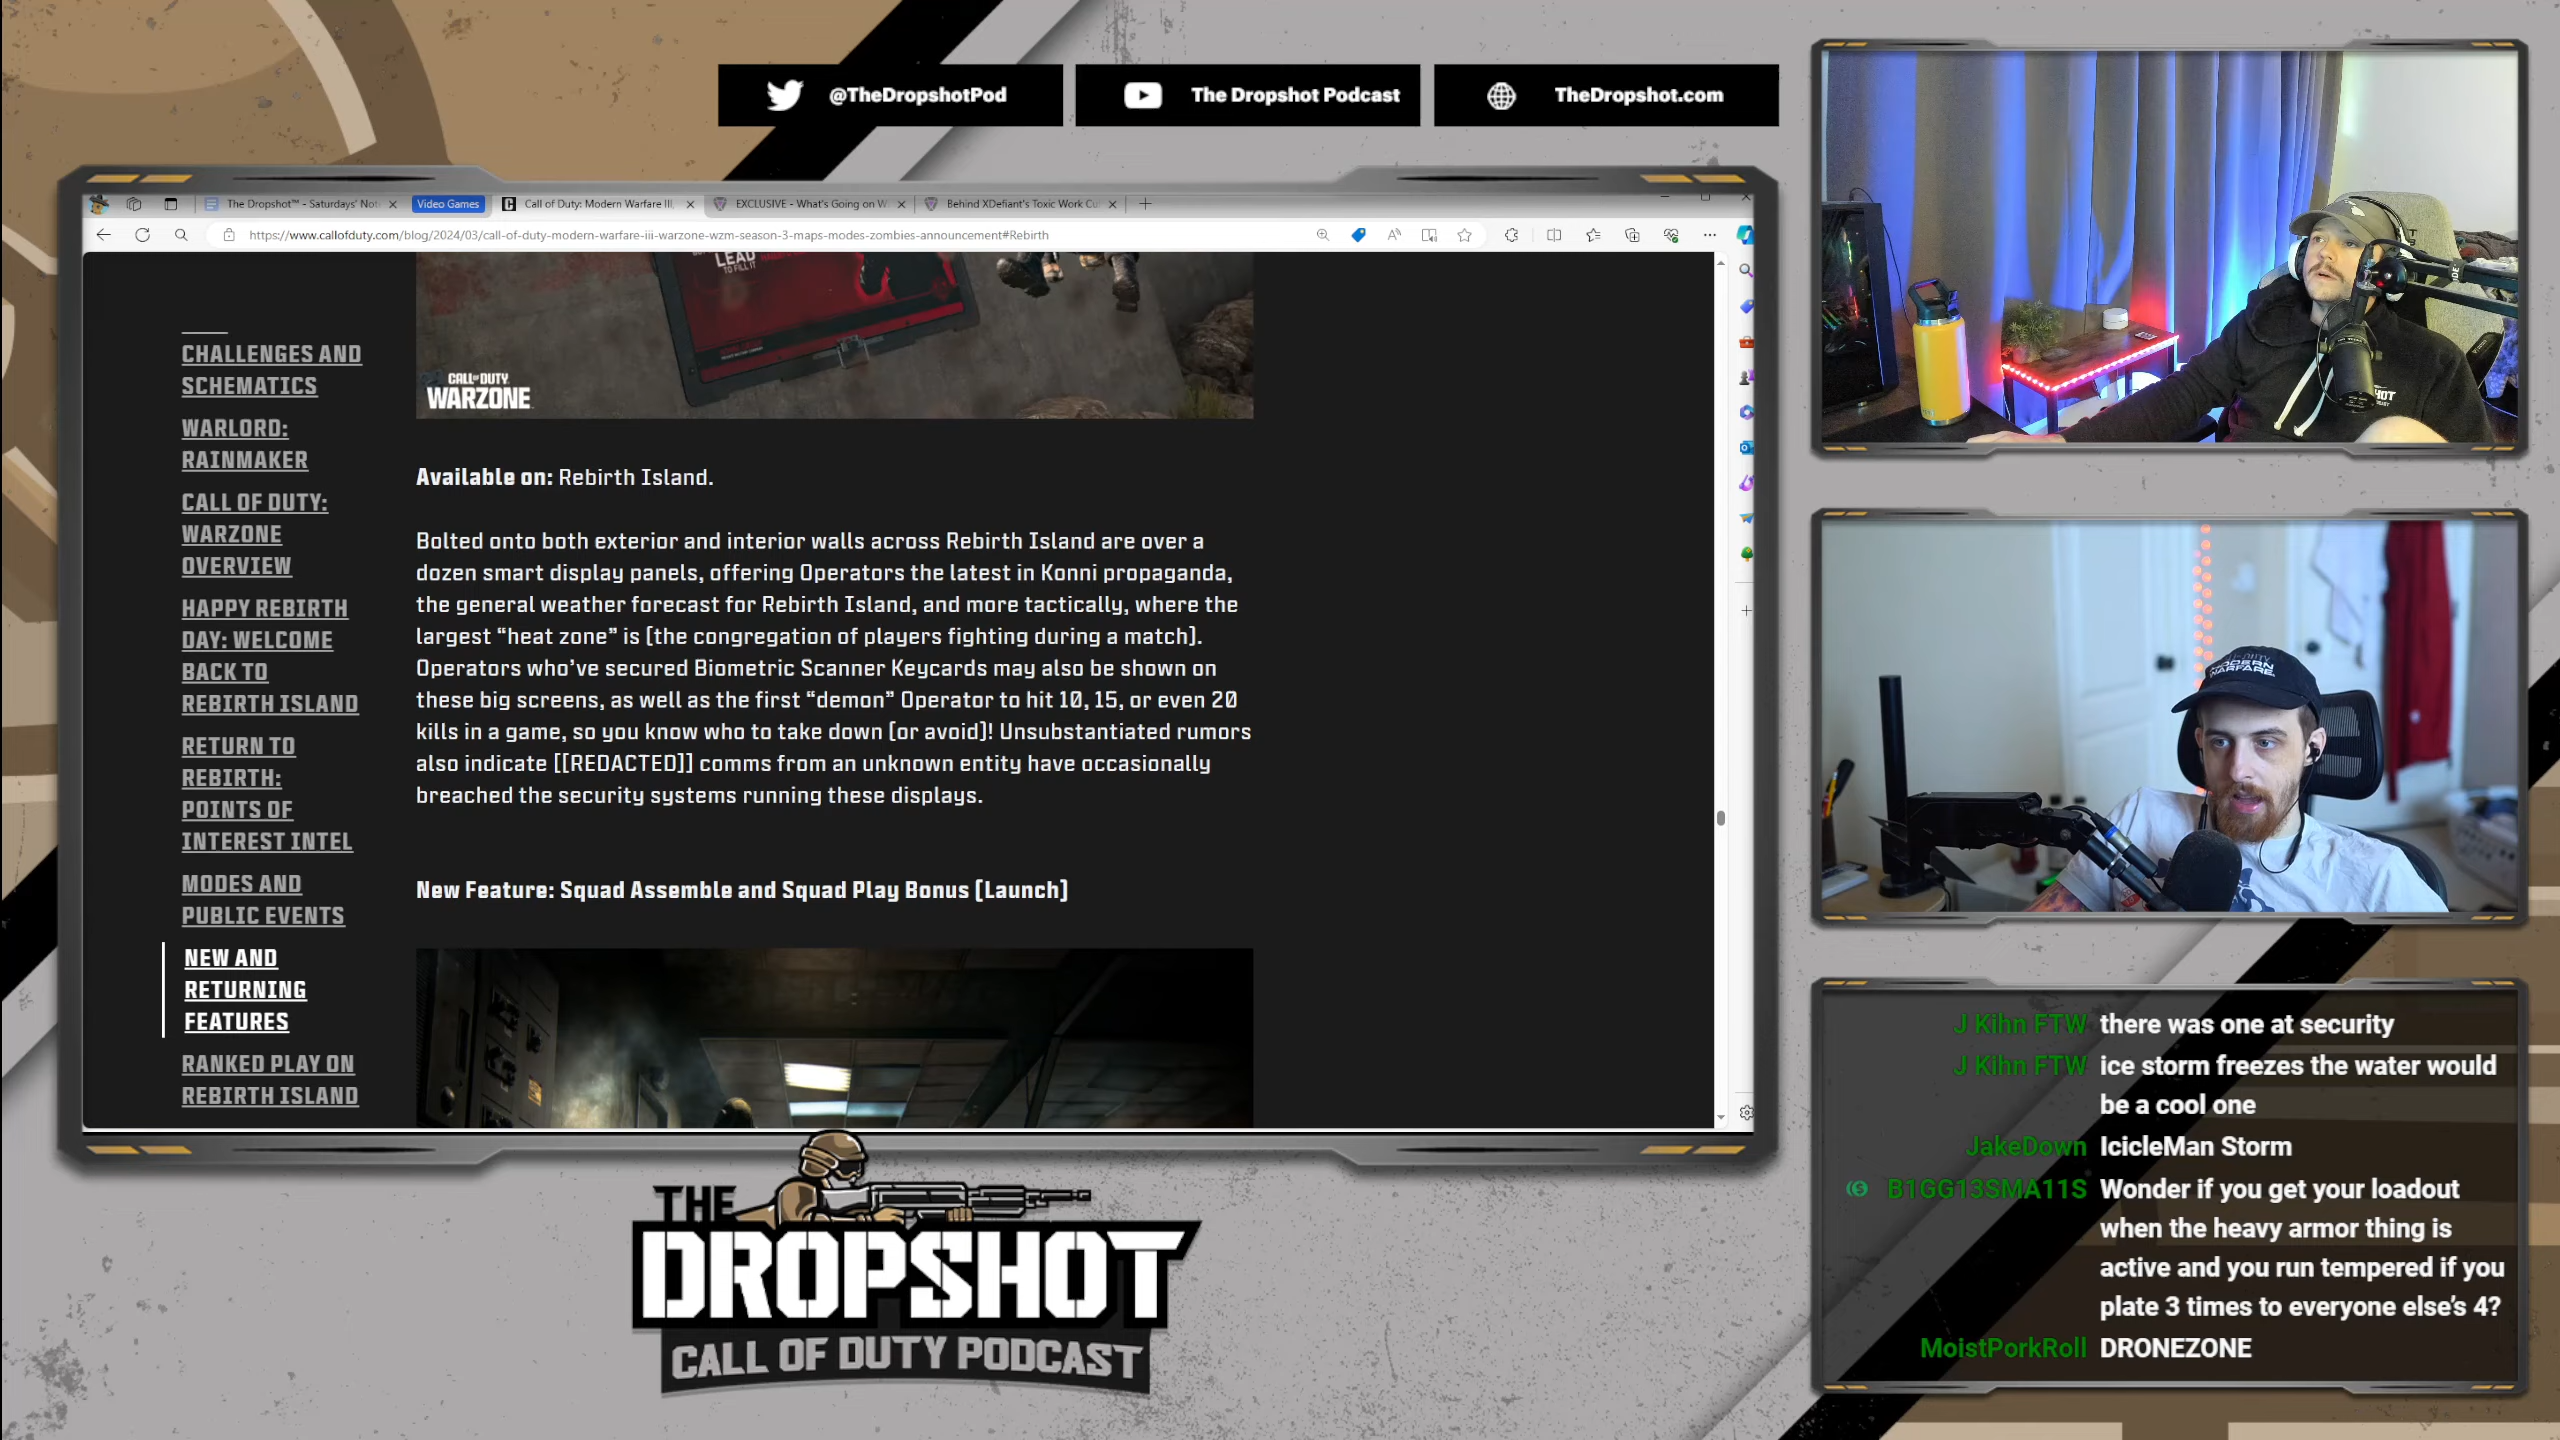 @TheDropshotPod
The Dropshot Podcast
TheDropshot.com
The Dropshot™ - Saturdays' Not
Video Games
Call of Duty: Modern Warfare III,
EXCLUSIVE - What's Going on W
Behind XDefiant's Toxic Work Cu
https://www.callofduty.com/blog/2024/03/call-of-duty-modern-warfare-iii-warzone-wzm-season-3-maps-modes-zombies-announcement#Rebirth
LEAD
TO FILL IT
CALL OF DUTY
WARZONE
CHALLENGES AND
SCHEMATICS
WARLORD:
RAINMAKER
CALL OF DUTY:
WARZONE
OVERVIEW
HAPPY REBIRTH
DAY: WELCOME
BACK TO
REBIRTH ISLAND
RETURN TO
REBIRTH:
POINTS OF
INTEREST INTEL
MODES AND
PUBLIC EVENTS
NEW AND
RETURNING
FEATURES
RANKED PLAY ON
REBIRTH ISLAND
Available on: Rebirth Island.
Bolted onto both exterior and interior walls across Rebirth Island are over a
dozen smart display panels, offering Operators the latest in Konni propaganda,
the general weather forecast for Rebirth Island, and more tactically, where the
largest “heat zone” is [the congregation of players fighting during a match].
Operators who’ve secured Biometric Scanner Keycards may also be shown on
these big screens, as well as the first “demon” Operator to hit 10, 15, or even 20
kills in a game, so you know who to take down [or avoid]! Unsubstantiated rumors
also indicate [[REDACTED]] comms from an unknown entity have occasionally
breached the security systems running these displays.
New Feature: Squad Assemble and Squad Play Bonus [Launch]
MODERN
WARFARE
J Kihn FTW there was one at security
J Kihn FTW ice storm freezes the water would
be a cool one
JakeDown IcicleMan Storm
B1GG13SMA11S Wonder if you get your loadout
when the heavy armor thing is
active and you run tempered if you
plate 3 times to everyone else’s 4?
MoistPorkRoll DRONEZONE
THE
DROPSHOT
CALL OF DUTY PODCAST